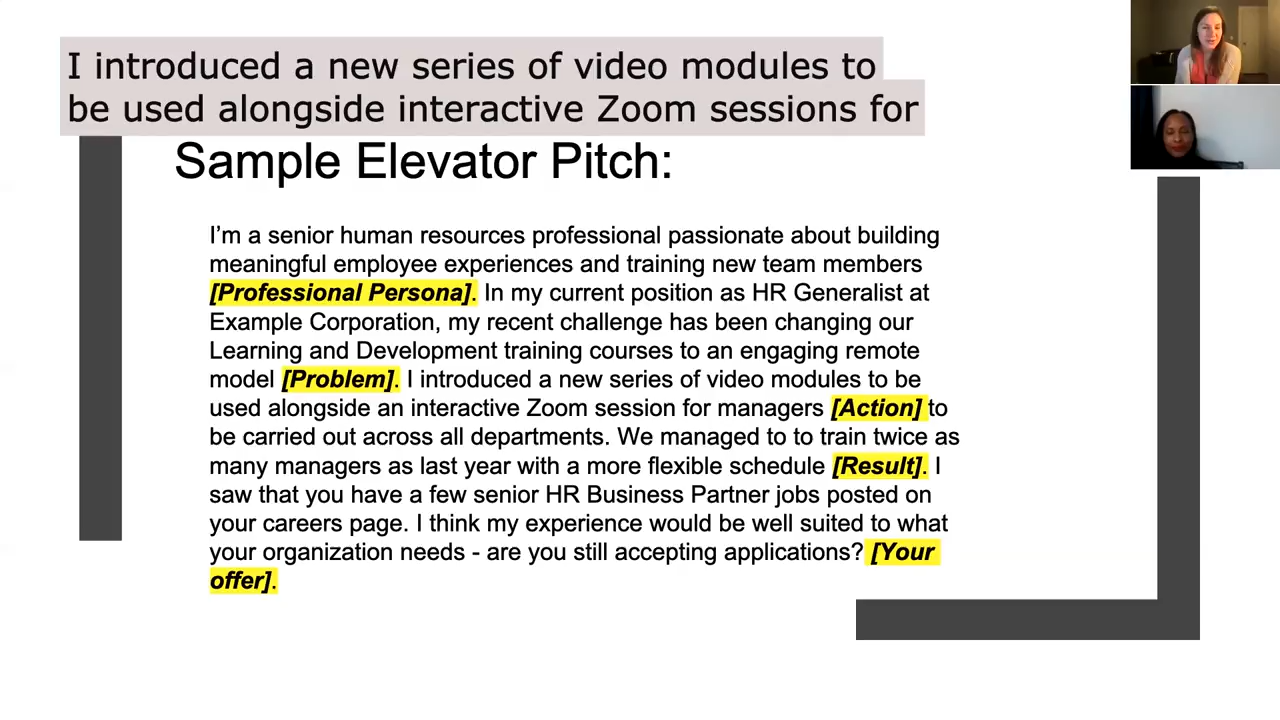 I introduced a new series of video modules to
be used alongside interactive Zoom sessions for
Sample Elevator Pitch:
I'm a senior human resources professional passionate about building
meaningful employee experiences and training new team members
[Professional Persona]. In my current position as HR Generalist at
Example Corporation, my recent challenge has been changing our
Learning and Development training courses to an engaging remote
model [Problem]. I introduced a new series of video modules to be
used alongside an interactive Zoom session for managers [Action] to
be carried out across all departments. We managed to to train twice as
many managers as last year with a more flexible schedule [Result]. I
saw that you have a few senior HR Business Partner jobs posted on
your careers page. I think my experience would be well suited to what
your organization needs - are you still accepting applications? [Your
offer].